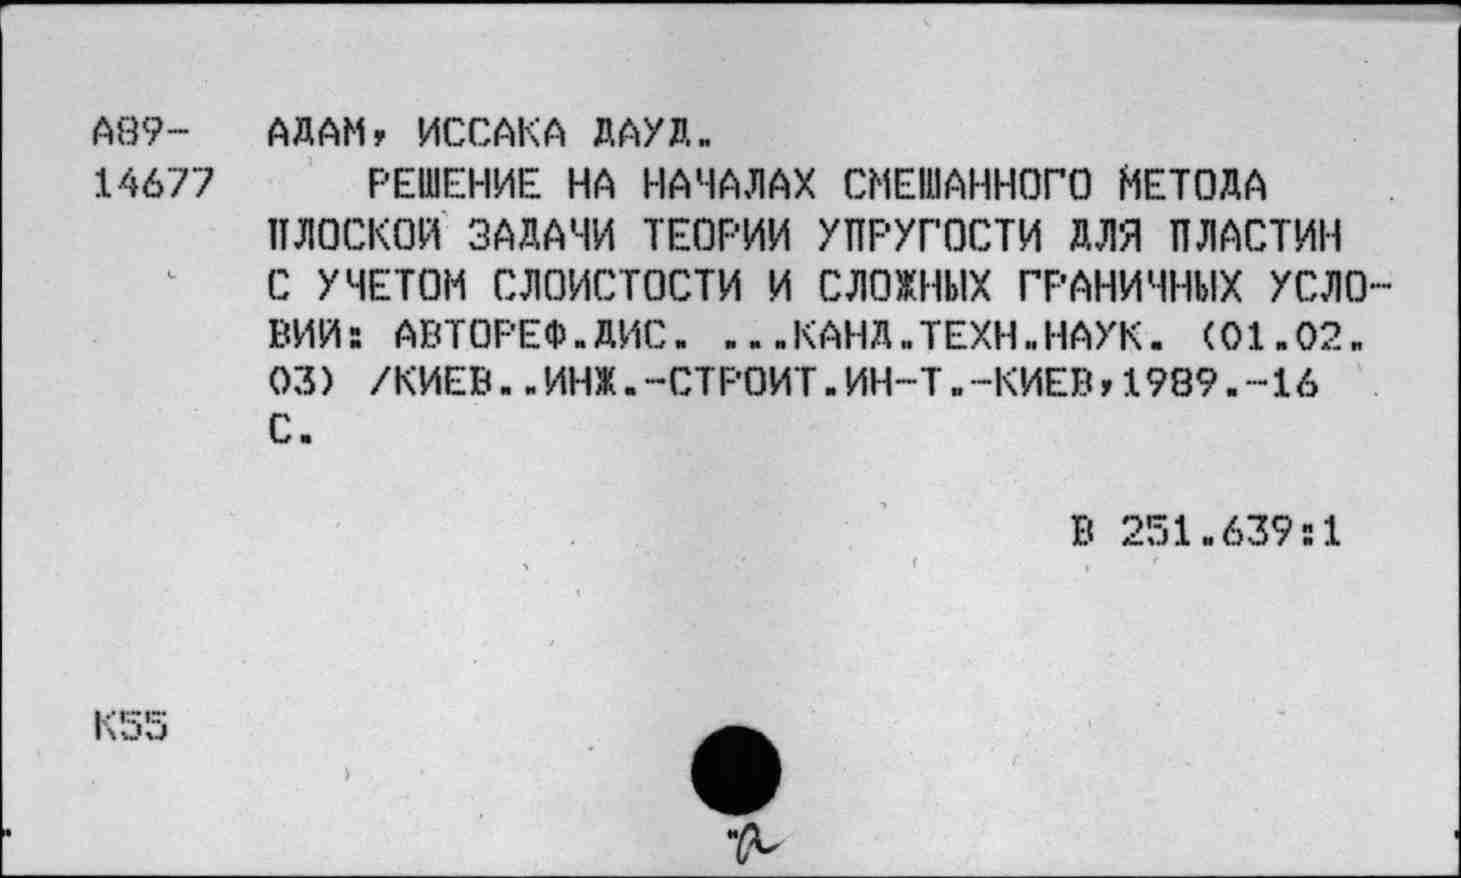 А89- АДАМ, ИССАКА ДАУД.
14677 РЕШЕНИЕ НА НАЧАЛАХ СМЕШАННОГО МЕТОДА
ПЛОСКОЙ ЗАДАЧИ ТЕОРИИ УПРУГОСТИ ДЛЯ ПЛАСТИН
С УЧЕТОМ СЛОИСТОСТИ И СЛОЖНЫХ ГРАНИЧНЫХ УСЛО-
ВИЙ: АВТОРЕФ.ДИС. ...КАНД.ТЕХН.НАУК. (01.02.
03) /КИЕВ..ИНЖ.-СТРОИТ.ИН-Т.-КИЕВ,1989.-16
С.
В 251.639:1
К55